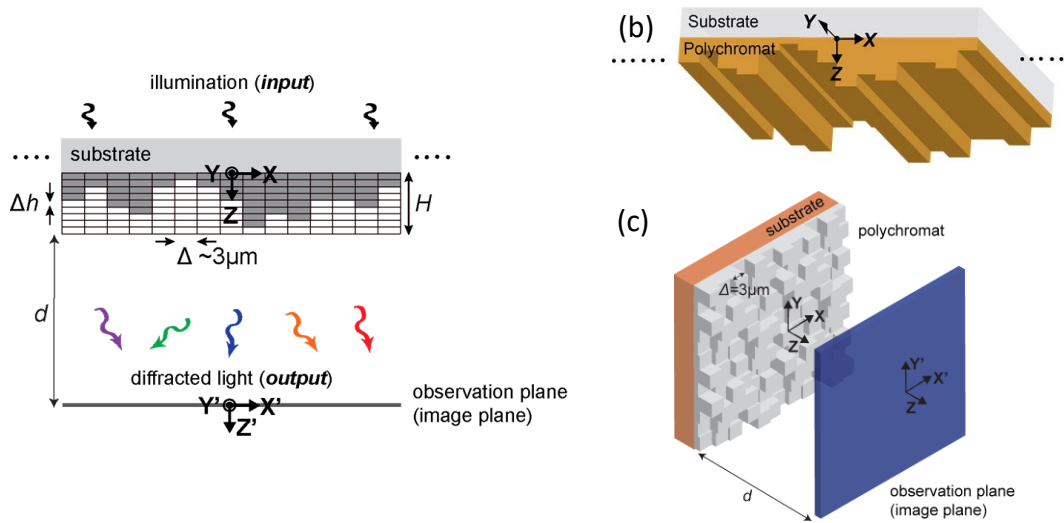 illumination (input)
substrate
Y
X
Z
Δh
H
Δ ~3µm
d
diffracted light (output)
observation plane
(image plane)
Y'
X'
Z'
(b)
Substrate
Polychromat
Y
X
Z
(c)
substrate
polychromat
Δ=3µm
Y
X
Z
Y'
X'
Z
d
observation plane
(image plane)